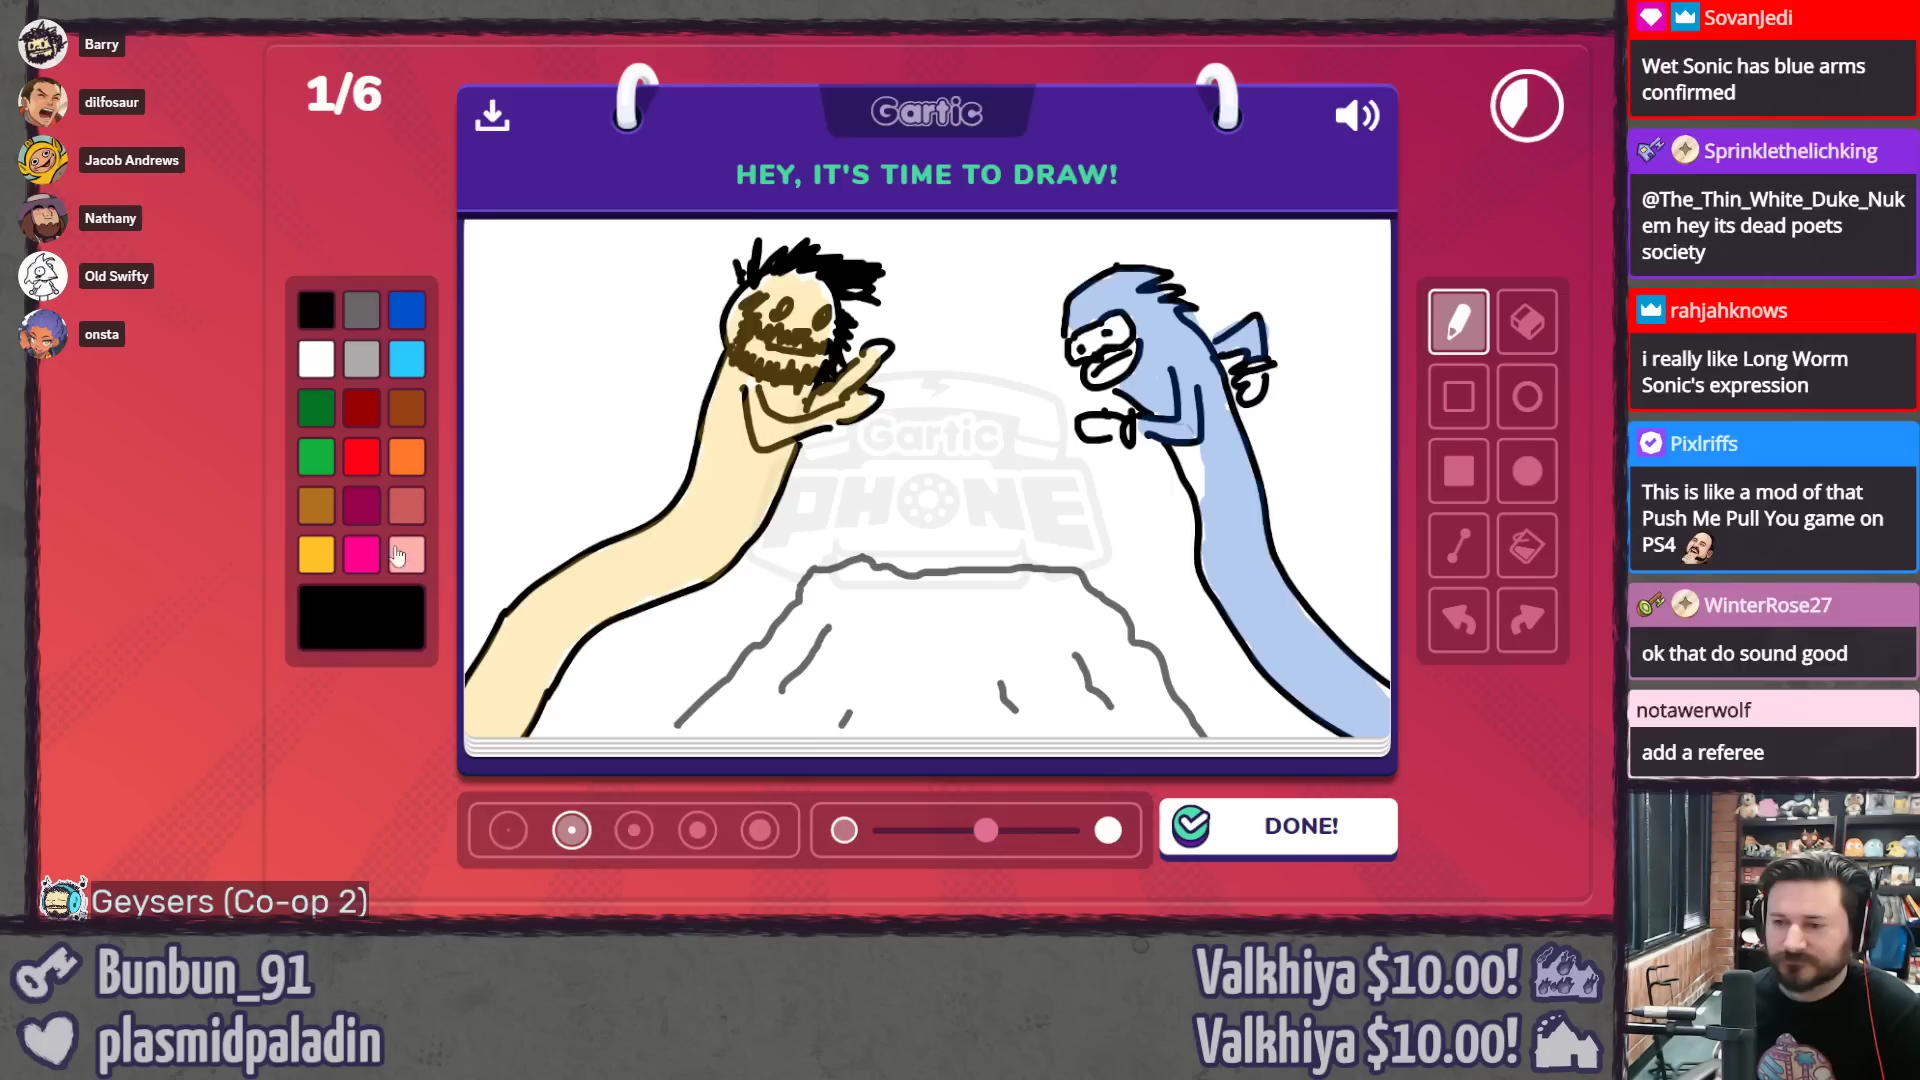 Barry
dilfosaur
Jacob Andrews
Nathany
Old Swifty
onsta
1/6
Gartic
HEY, IT'S TIME TO DRAW!
Gartic
PHONE
DONE!
Geysers (Co-op 2)
Bunbun_91
plasmidpaladin
Valkhiya $10.00!
Valkhiya $10.00!
SovanJedi
Wet Sonic has blue arms
confirmed
Sprinklethelichking
@The_Thin_White_Duke_Nuk
em hey its dead poets
society
rahjahknows
i really like Long Worm
Sonic's expression
Pixlriffs
This is like a mod of that
Push Me Pull You game on
PS4
WinterRose27
ok that do sound good
notawerwolf
add a referee